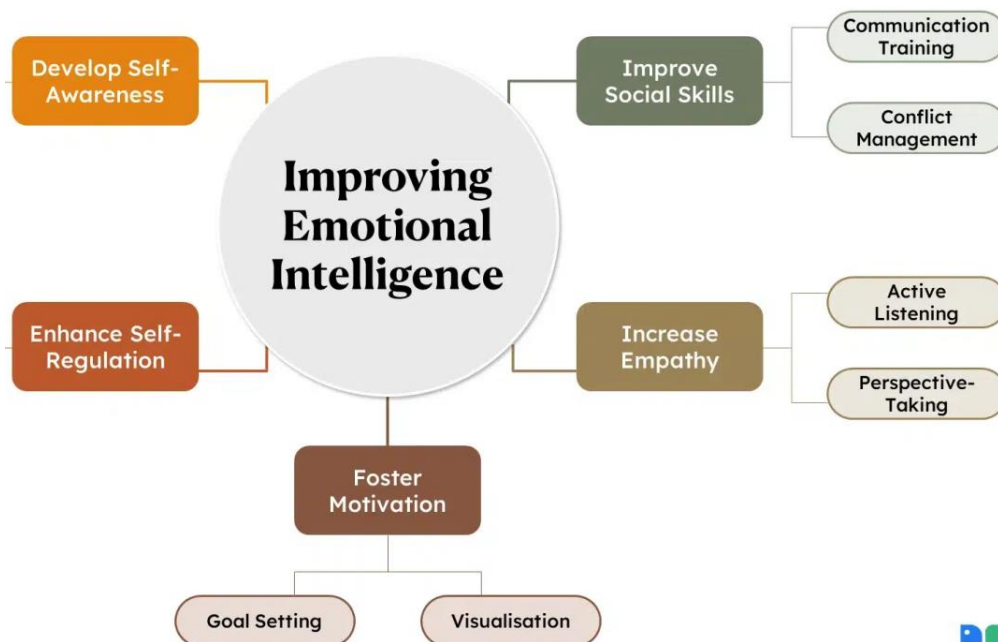 Develop Self-
Awareness
Improving
Emotional
Intelligence
Improve
Social Skills
Communication
Training
Conflict
Management
Enhance Self-
Regulation
Increase
Empathy
Active
Listening
Perspective-
Taking
Foster
Motivation
Goal Setting
Visualisation